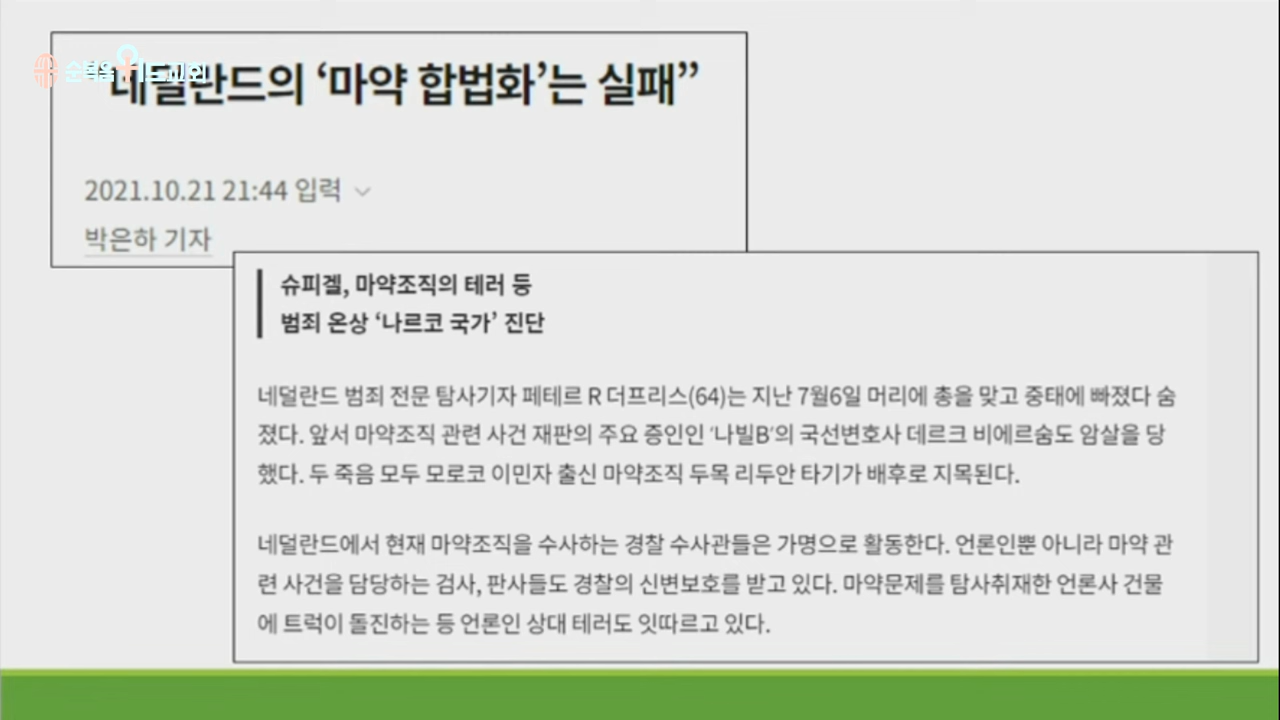 순복음
“네덜란드의 ‘마약 합법화’는 실패”
2021.10.21 21:44 입력
박은하 기자
슈피겔, 마약조직의 테러 등
범죄 온상 ‘나르코 국가’ 진단
네덜란드 범죄 전문 탐사기자 페테르 R 더프리스(64)는 지난 7월6일 머리에 총을 맞고 중태에 빠졌다 숨
졌다. 앞서 마약조직 관련 사건 재판의 주요 증인인 ‘나빌B’의 국선변호사 데르크 비에르숨도 암살을 당
했다. 두 죽음 모두 모로코 이민자 출신 마약조직 두목 리두안 타기가 배후로 지목된다.
네덜란드에서 현재 마약조직을 수사하는 경찰 수사관들은 가명으로 활동한다. 언론인뿐 아니라 마약 관
련 사건을 담당하는 검사, 판사들도 경찰의 신변보호를 받고 있다. 마약문제를 탐사취재한 언론사 건물
에 트럭이 돌진하는 등 언론인 상대 테러도 잇따르고 있다.